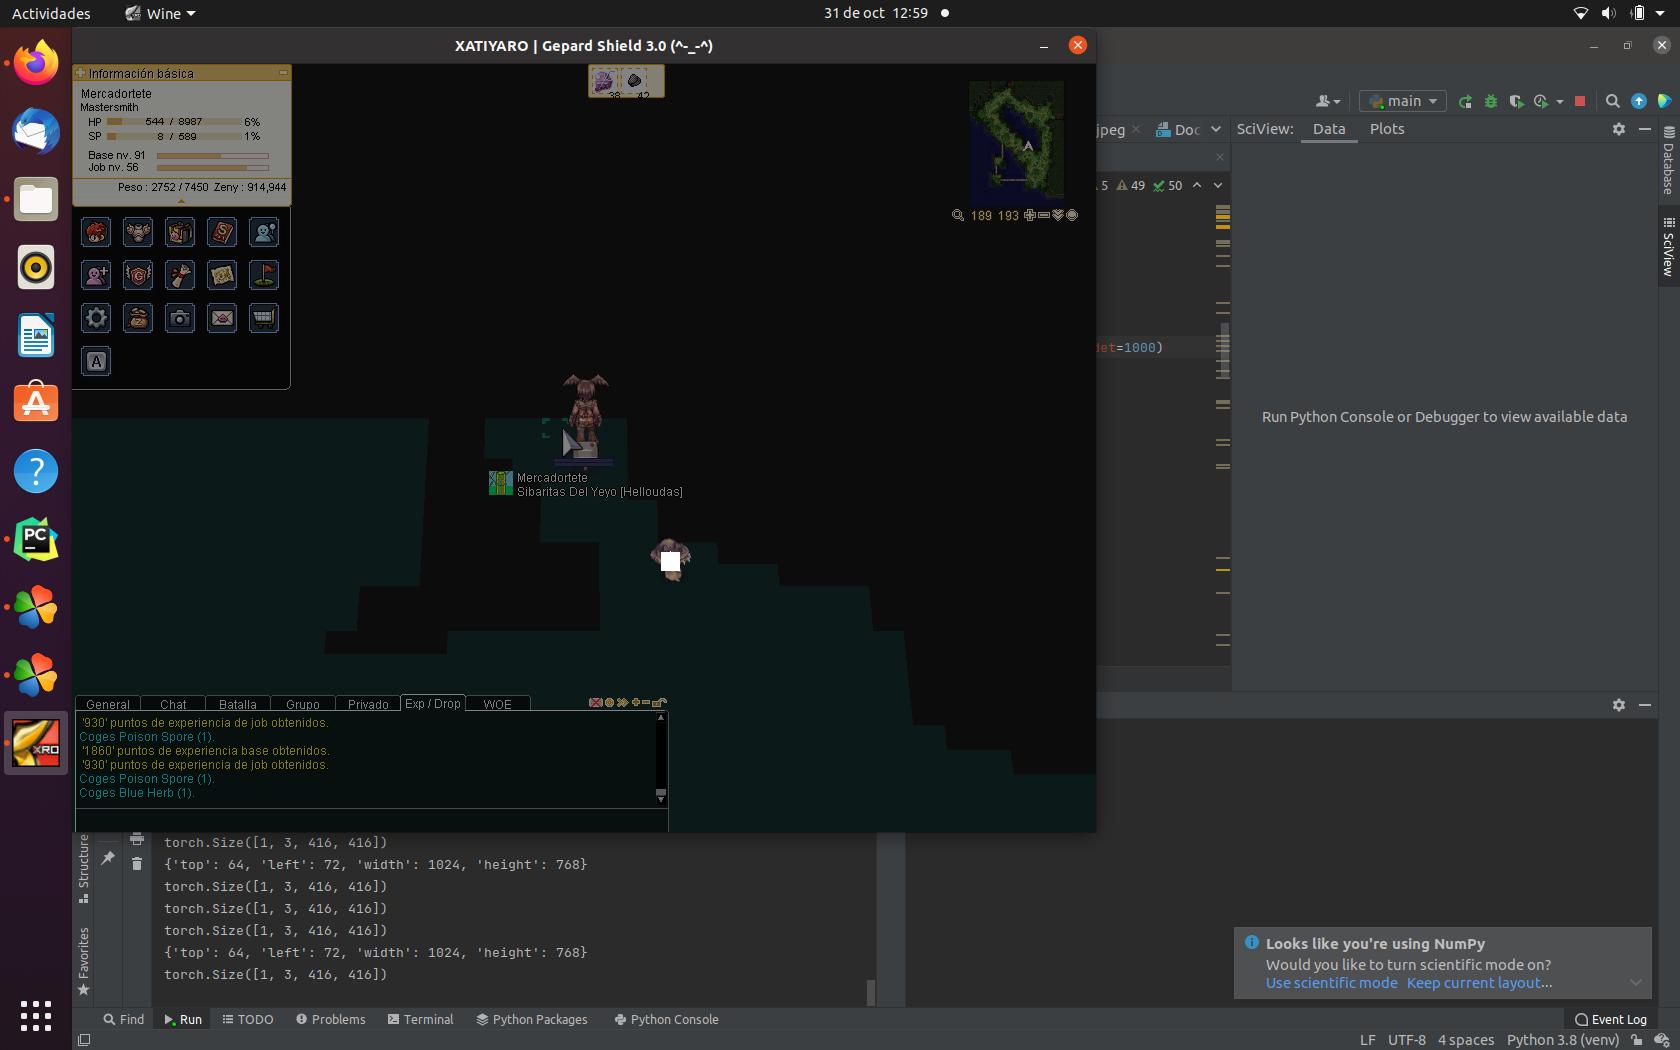 Actividades
Wine
31 de oct 12:59
XATIYARO | Gepard Shield 3.0 (^-_-^)
Información básica
Mercadortete
Mastersmith
HP 544 / 8987 6%
SP 8 / 589 1%
Base nv. 91
Job nv. 56
Peso : 2752 / 7450 Zeny : 914,944
38 42
189 193
A
Mercadortete
Sibaritas Del Yeyo [Helloudas]
General Chat Batalla Grupo Privado Exp / Drop WOE
'930' puntos de experiencia de job obtenidos.
Coges Poison Spore (1).
'1860' puntos de experiencia base obtenidos.
'930' puntos de experiencia de job obtenidos.
Coges Poison Spore (1).
Coges Blue Herb (1).
main
jpeg
Doc
SciView: Data Plots
5 49 50
det=1000)
Run Python Console or Debugger to view available data
Database
SciView
Structure
Favorites
torch.Size([1, 3, 416, 416])
{'top': 64, 'left': 72, 'width': 1024, 'height': 768}
torch.Size([1, 3, 416, 416])
torch.Size([1, 3, 416, 416])
torch.Size([1, 3, 416, 416])
{'top': 64, 'left': 72, 'width': 1024, 'height': 768}
torch.Size([1, 3, 416, 416])
Looks like you're using NumPy
Would you like to turn scientific mode on?
Use scientific mode Keep current layout...
Find Run TODO Problems Terminal Python Packages Python Console
Event Log
LF UTF-8 4 spaces Python 3.8 (venv)
PC
XRO